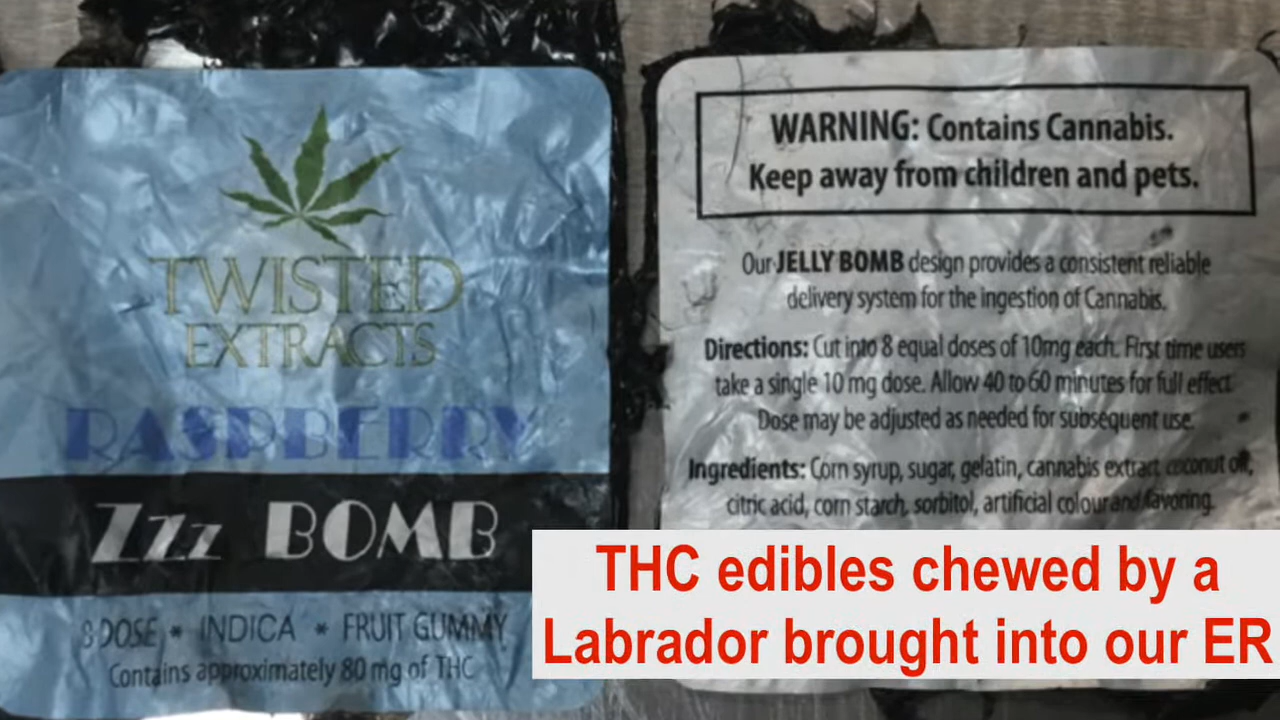 TWISTED
EXTRACTS
RASPBERRY
Zzz BOMB
8 DOSE * INDICA * FRUIT GUMMY
Contains approximately 80 mg of THC
WARNING: Contains Cannabis.
Keep away from children and pets.
Our JELLY BOMB design provides a consistent reliable
delivery system for the ingestion of Cannabis.
Directions: Cut into 8 equal doses of 10mg each. First time users
take a single 10 mg dose. Allow 40 to 60 minutes for full effect.
Dose may be adjusted as needed for subsequent use.
Ingredients: Corn syrup, sugar, gelatin, cannabis extract, coconut oil,
citric acid, corn starch, sorbitol, artificial colour and favoring.
THC edibles chewed by a
Labrador brought into our ER